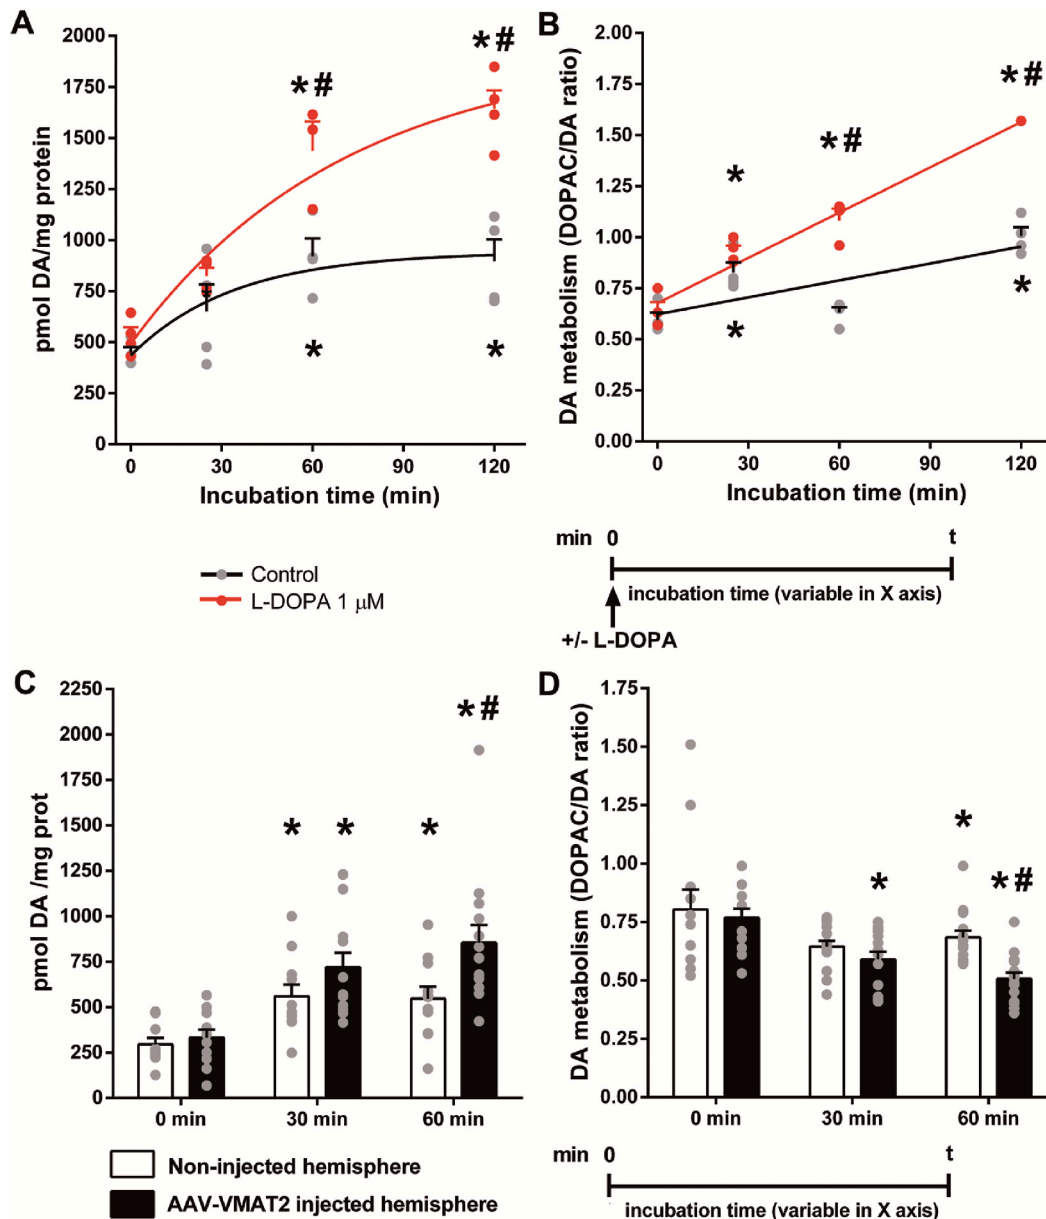 A
2000
1750
1500
1250
1000
750
500
250
0
pmol DA/mg protein
* #
* #
*
*
0
30
60
90
120
Incubation time (min)
B
2.00
1.75
1.50
1.25
1.00
0.75
0.50
0.25
0.00
DA metabolism (DOPAC/DA ratio)
* #
* #
*
*
*
0
30
60
90
120
Incubation time (min)
Control
L-DOPA 1 μM
min 0 t
incubation time (variable in X axis)
+/- L-DOPA
C
2250
2000
1750
1500
1250
1000
750
500
250
0
pmol DA /mg prot
* #
* * *
0 min
30 min
60 min
Non-injected hemisphere
AAV-VMAT2 injected hemisphere
D
1.75
1.50
1.25
1.00
0.75
0.50
0.25
0.00
DA metabolism (DOPAC/DA ratio)
*
* * #
0 min
30 min
60 min
min 0 t
incubation time (variable in X axis)